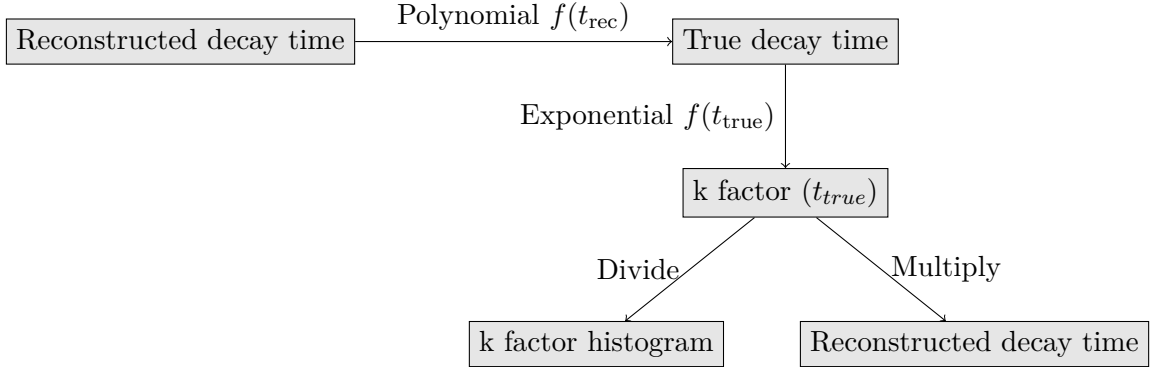 Polynomial f(t_rec)
Reconstructed decay time
True decay time
Exponential f(t_true)
k factor (t_true)
Divide
Multiply
k factor histogram
Reconstructed decay time